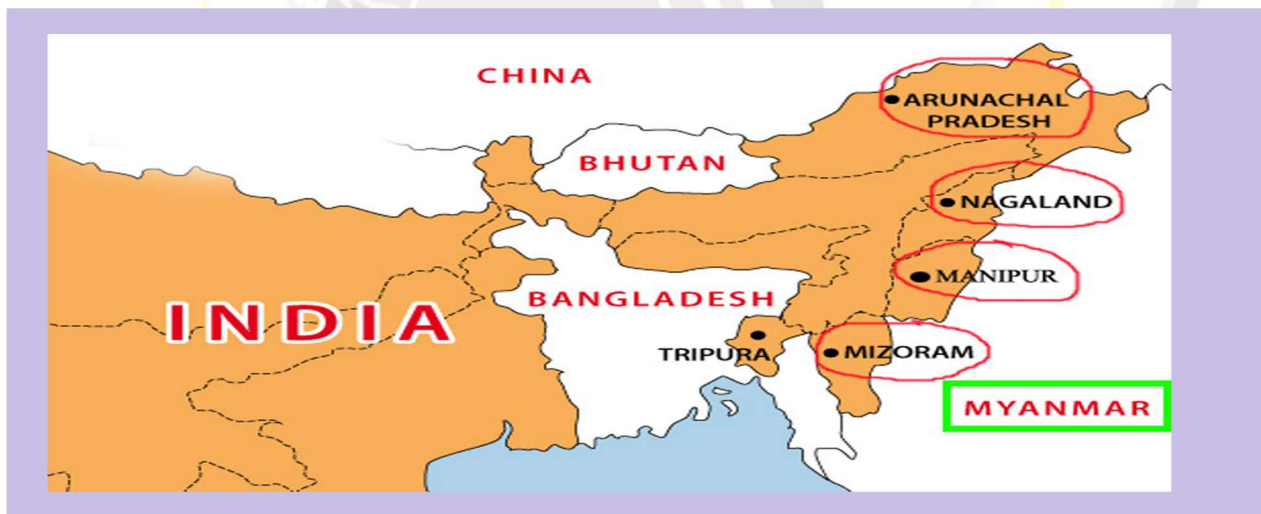 CHINA
ARUNACHAL
PRADESH
BHUTAN
NAGALAND
MANIPUR
BANGLADESH
INDIA
TRIPURA
MIZORAM
MYANMAR